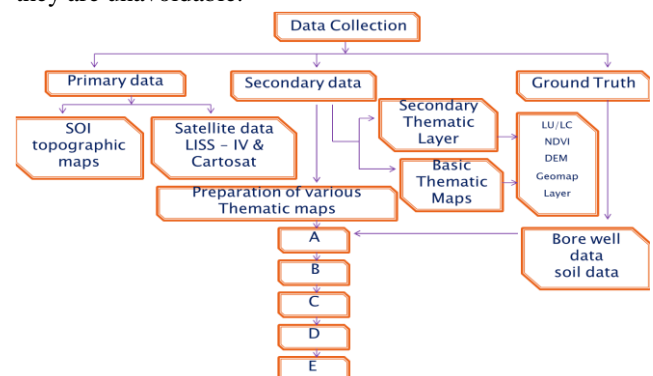 they are unavoidable.
Data Collection
Primary data
Secondary data
Ground Truth
SOI
topographic
maps
Satellite data
LISS – IV &
Cartosat
Secondary
Thematic
Layer
Basic
Thematic
Maps
LU/LC
NDVI
DEM
Geomap
Layer
Preparation of various
Thematic maps
A
Bore well
data
soil data
B
C
D
E